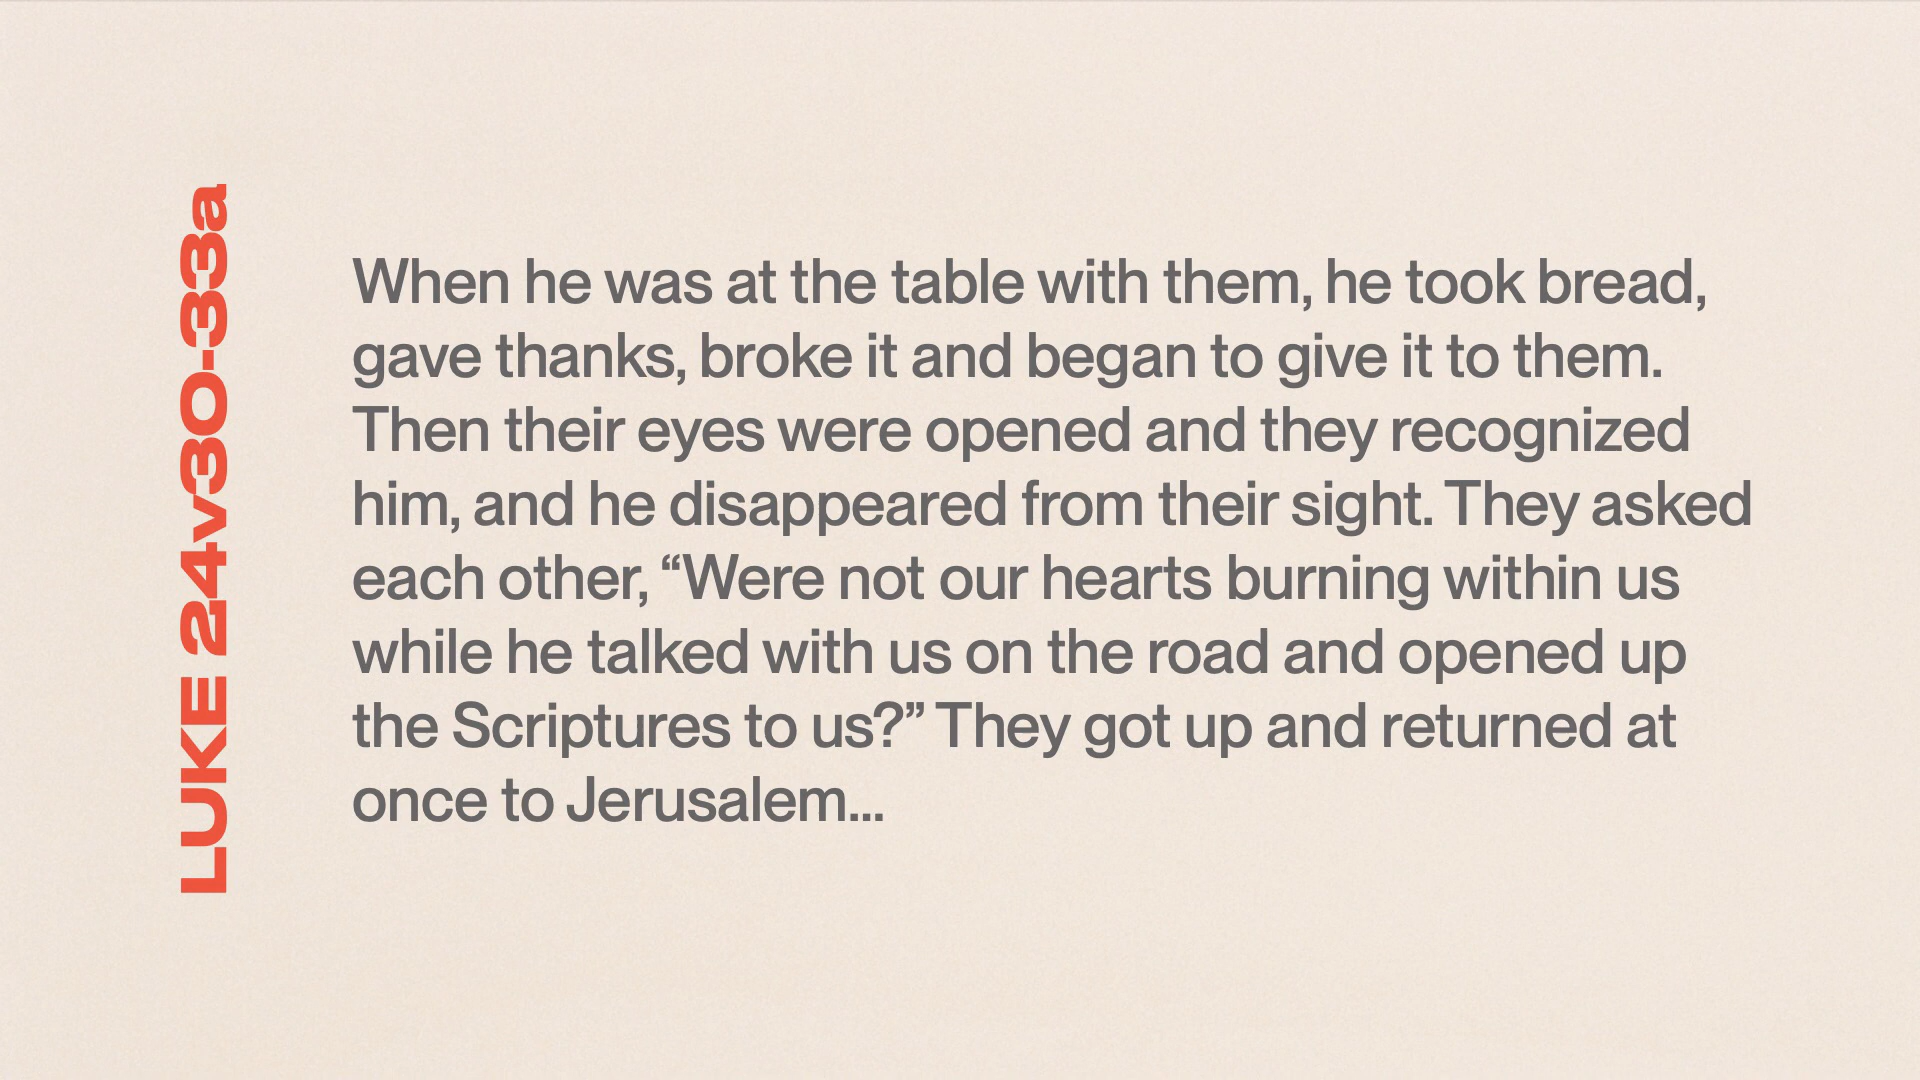 LUKE 24v30-33a
When he was at the table with them, he took bread,
gave thanks, broke it and began to give it to them.
Then their eyes were opened and they recognized
him, and he disappeared from their sight. They asked
each other, “Were not our hearts burning within us
while he talked with us on the road and opened up
the Scriptures to us?” They got up and returned at
once to Jerusalem...